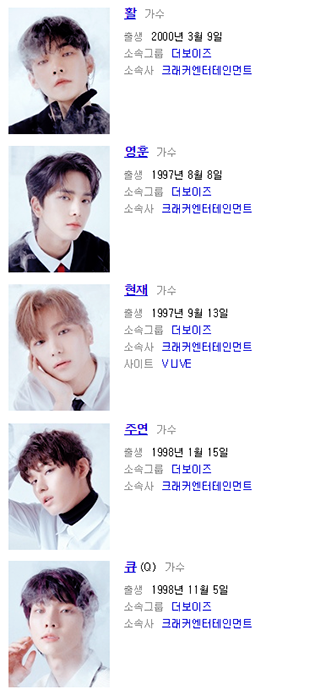 활 가수
출생 2000년 3월 9일
소속그룹 더보이즈
소속사 크래커엔터테인먼트
영훈 가수
출생 1997년 8월 8일
소속그룹 더보이즈
소속사 크래커엔터테인먼트
현재 가수
출생 1997년 9월 13일
소속그룹 더보이즈
소속사 크래커엔터테인먼트
사이트 V LIVE
주연 가수
출생 1998년 1월 15일
소속그룹 더보이즈
소속사 크래커엔터테인먼트
큐 (Q) 가수
출생 1998년 11월 5일
소속그룹 더보이즈
소속사 크래커엔터테인먼트